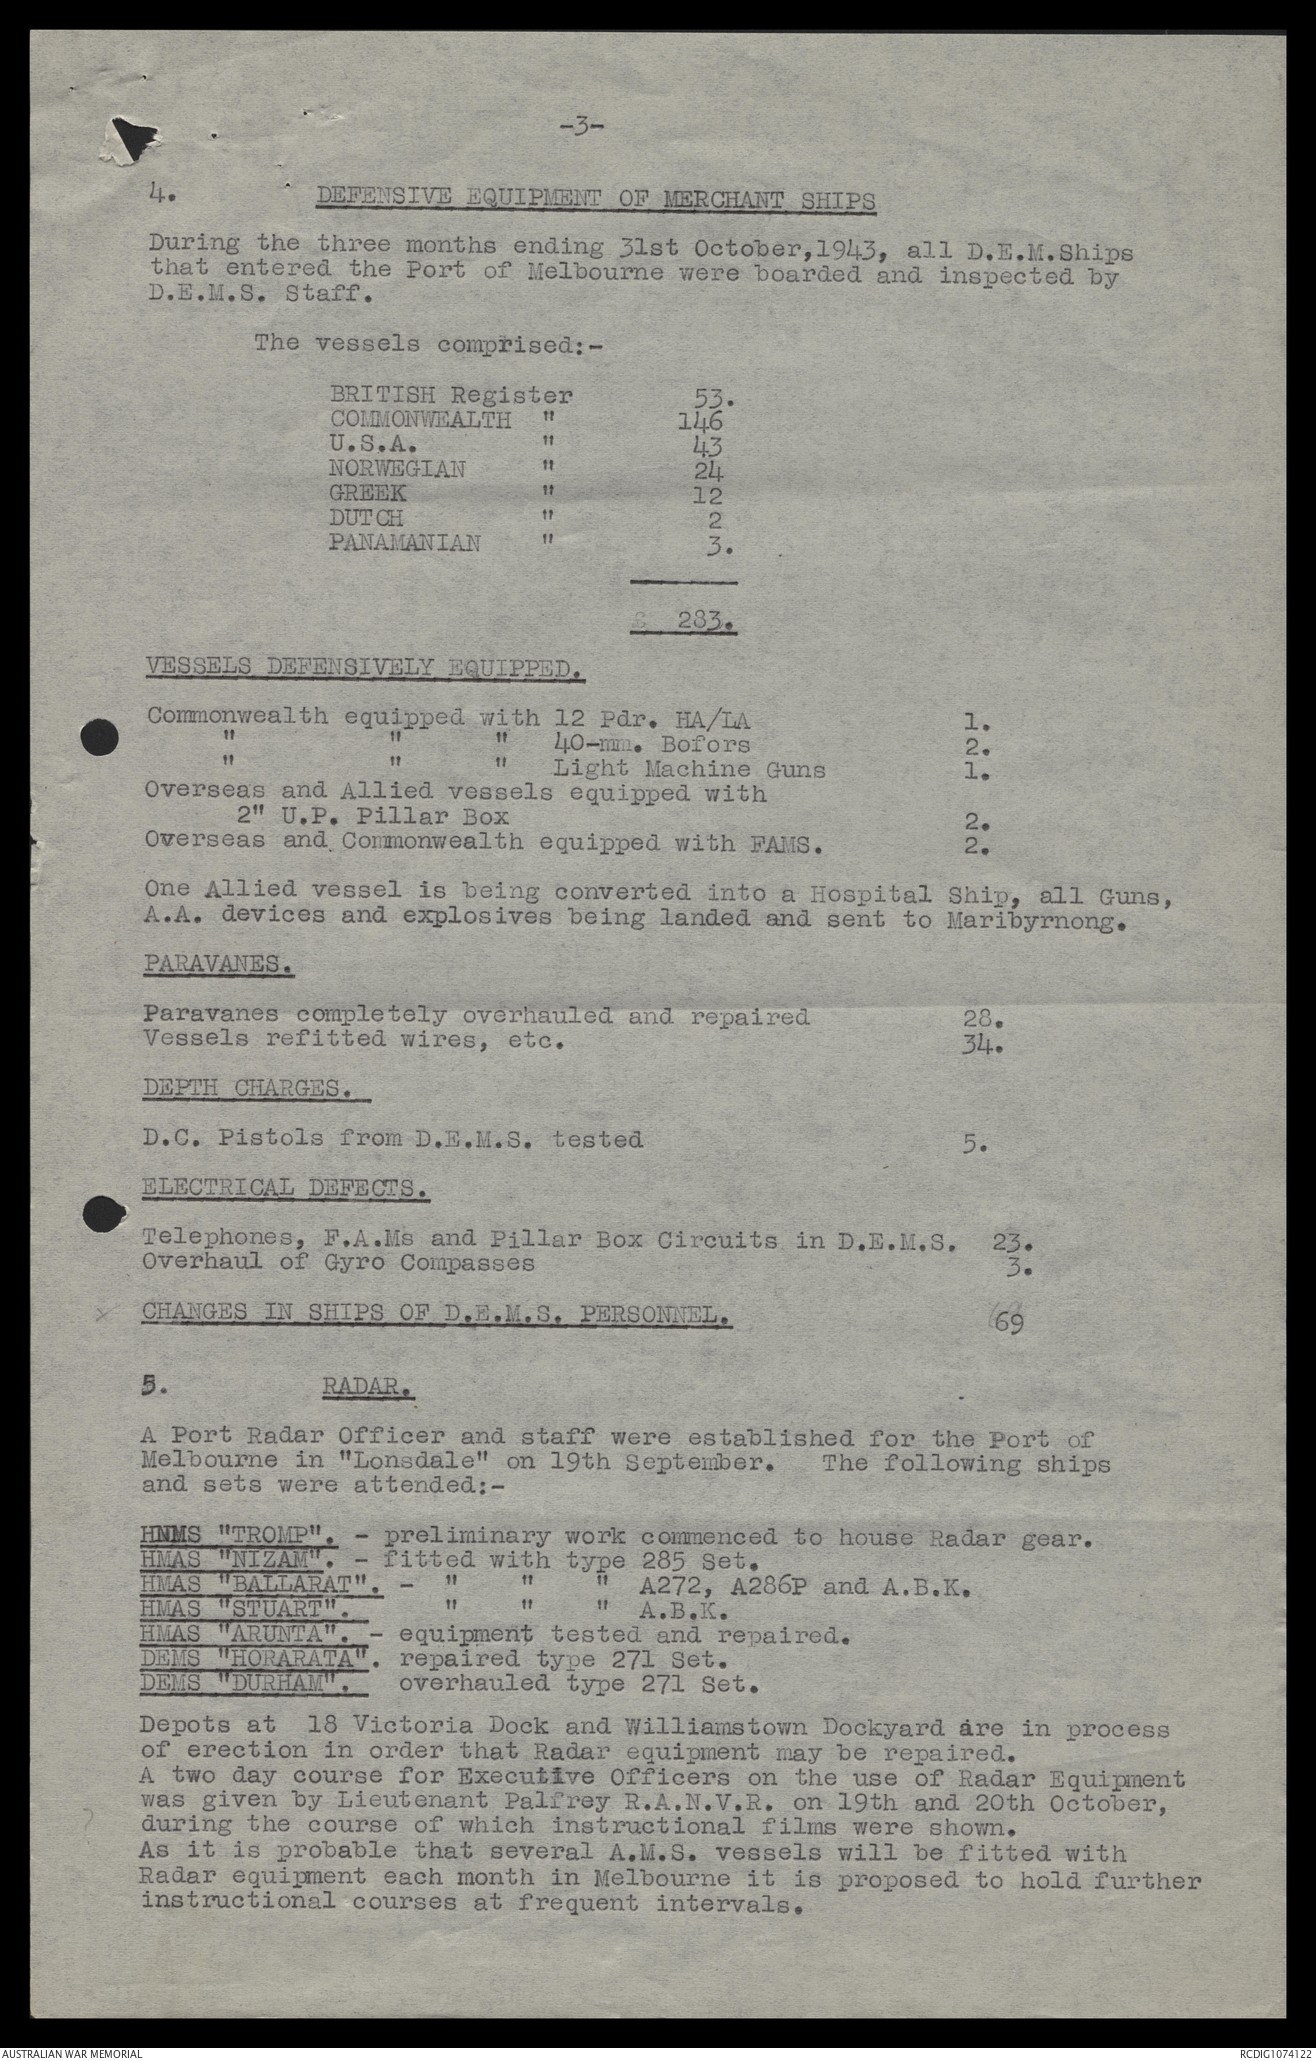 -3-
4. DEFENSIVE EQUIPMENT OF MERCHANT SHIPS
During the three months ending 31st October,1943, all D.E.M.Ships
that entered the Port of Melbourne were boarded and inspected by
D.E.M.S. Staff.
The vessels comprised:-
BRITISH Register 53.
COMMONWEALTH " 146
U.S.A. " 43
NORWEGIAN " 24
GREEK " 12
DUTCH " 2
PANAMANIAN " 3.
283.
VESSELS DEFENSIVELY EQUIPPED.
Commonwealth equipped with 12 Pdr. HA/LA 1.
" " " 40-mm. Bofors 2.
" " " Light Machine Guns 1.
Overseas and Allied vessels equipped with
2" U.P. Pillar Box 2.
Overseas and Commonwealth equipped with FAMS. 2.
One Allied vessel is being converted into a Hospital Ship, all Guns,
A.A. devices and explosives being landed and sent to Maribyrnong.
PARAVANES.
Paravanes completely overhauled and repaired 28.
Vessels refitted wires, etc. 34.
DEPTH CHARGES.
D.C. Pistols from D.E.M.S. tested 5.
ELECTRICAL DEFECTS.
Telephones, F.A.Ms and Pillar Box Circuits in D.E.M.S. 23.
Overhaul of Gyro Compasses 3.
CHANGES IN SHIPS OF D.E.M.S. PERSONNEL. 69
5. RADAR.
A Port Radar Officer and staff were established for the Port of
Melbourne in "Lonsdale" on 19th September. The following ships
and sets were attended:-
HNMS "TROMP". - preliminary work commenced to house Radar gear.
HMAS "NIZAM". - fitted with type 285 Set.
HMAS "BALLARAT". - " " " A272, A286P and A.B.K.
HMAS "STUART". " " " A.B.K.
HMAS "ARUNTA". - equipment tested and repaired.
DEMS "HORARATA". repaired type 271 Set.
DEMS "DURHAM". overhauled type 271 Set.
Depots at 18 Victoria Dock and Williamstown Dockyard are in process
of erection in order that Radar equipment may be repaired.
A two day course for Executive Officers on the use of Radar Equipment
was given by Lieutenant Palfrey R.A.N.V.R. on 19th and 20th October,
during the course of which instructional films were shown.
As it is probable that several A.M.S. vessels will be fitted with
Radar equipment each month in Melbourne it is proposed to hold further
instructional courses at frequent intervals.
AUSTRALIAN WAR MEMORIAL RCDIG1074122